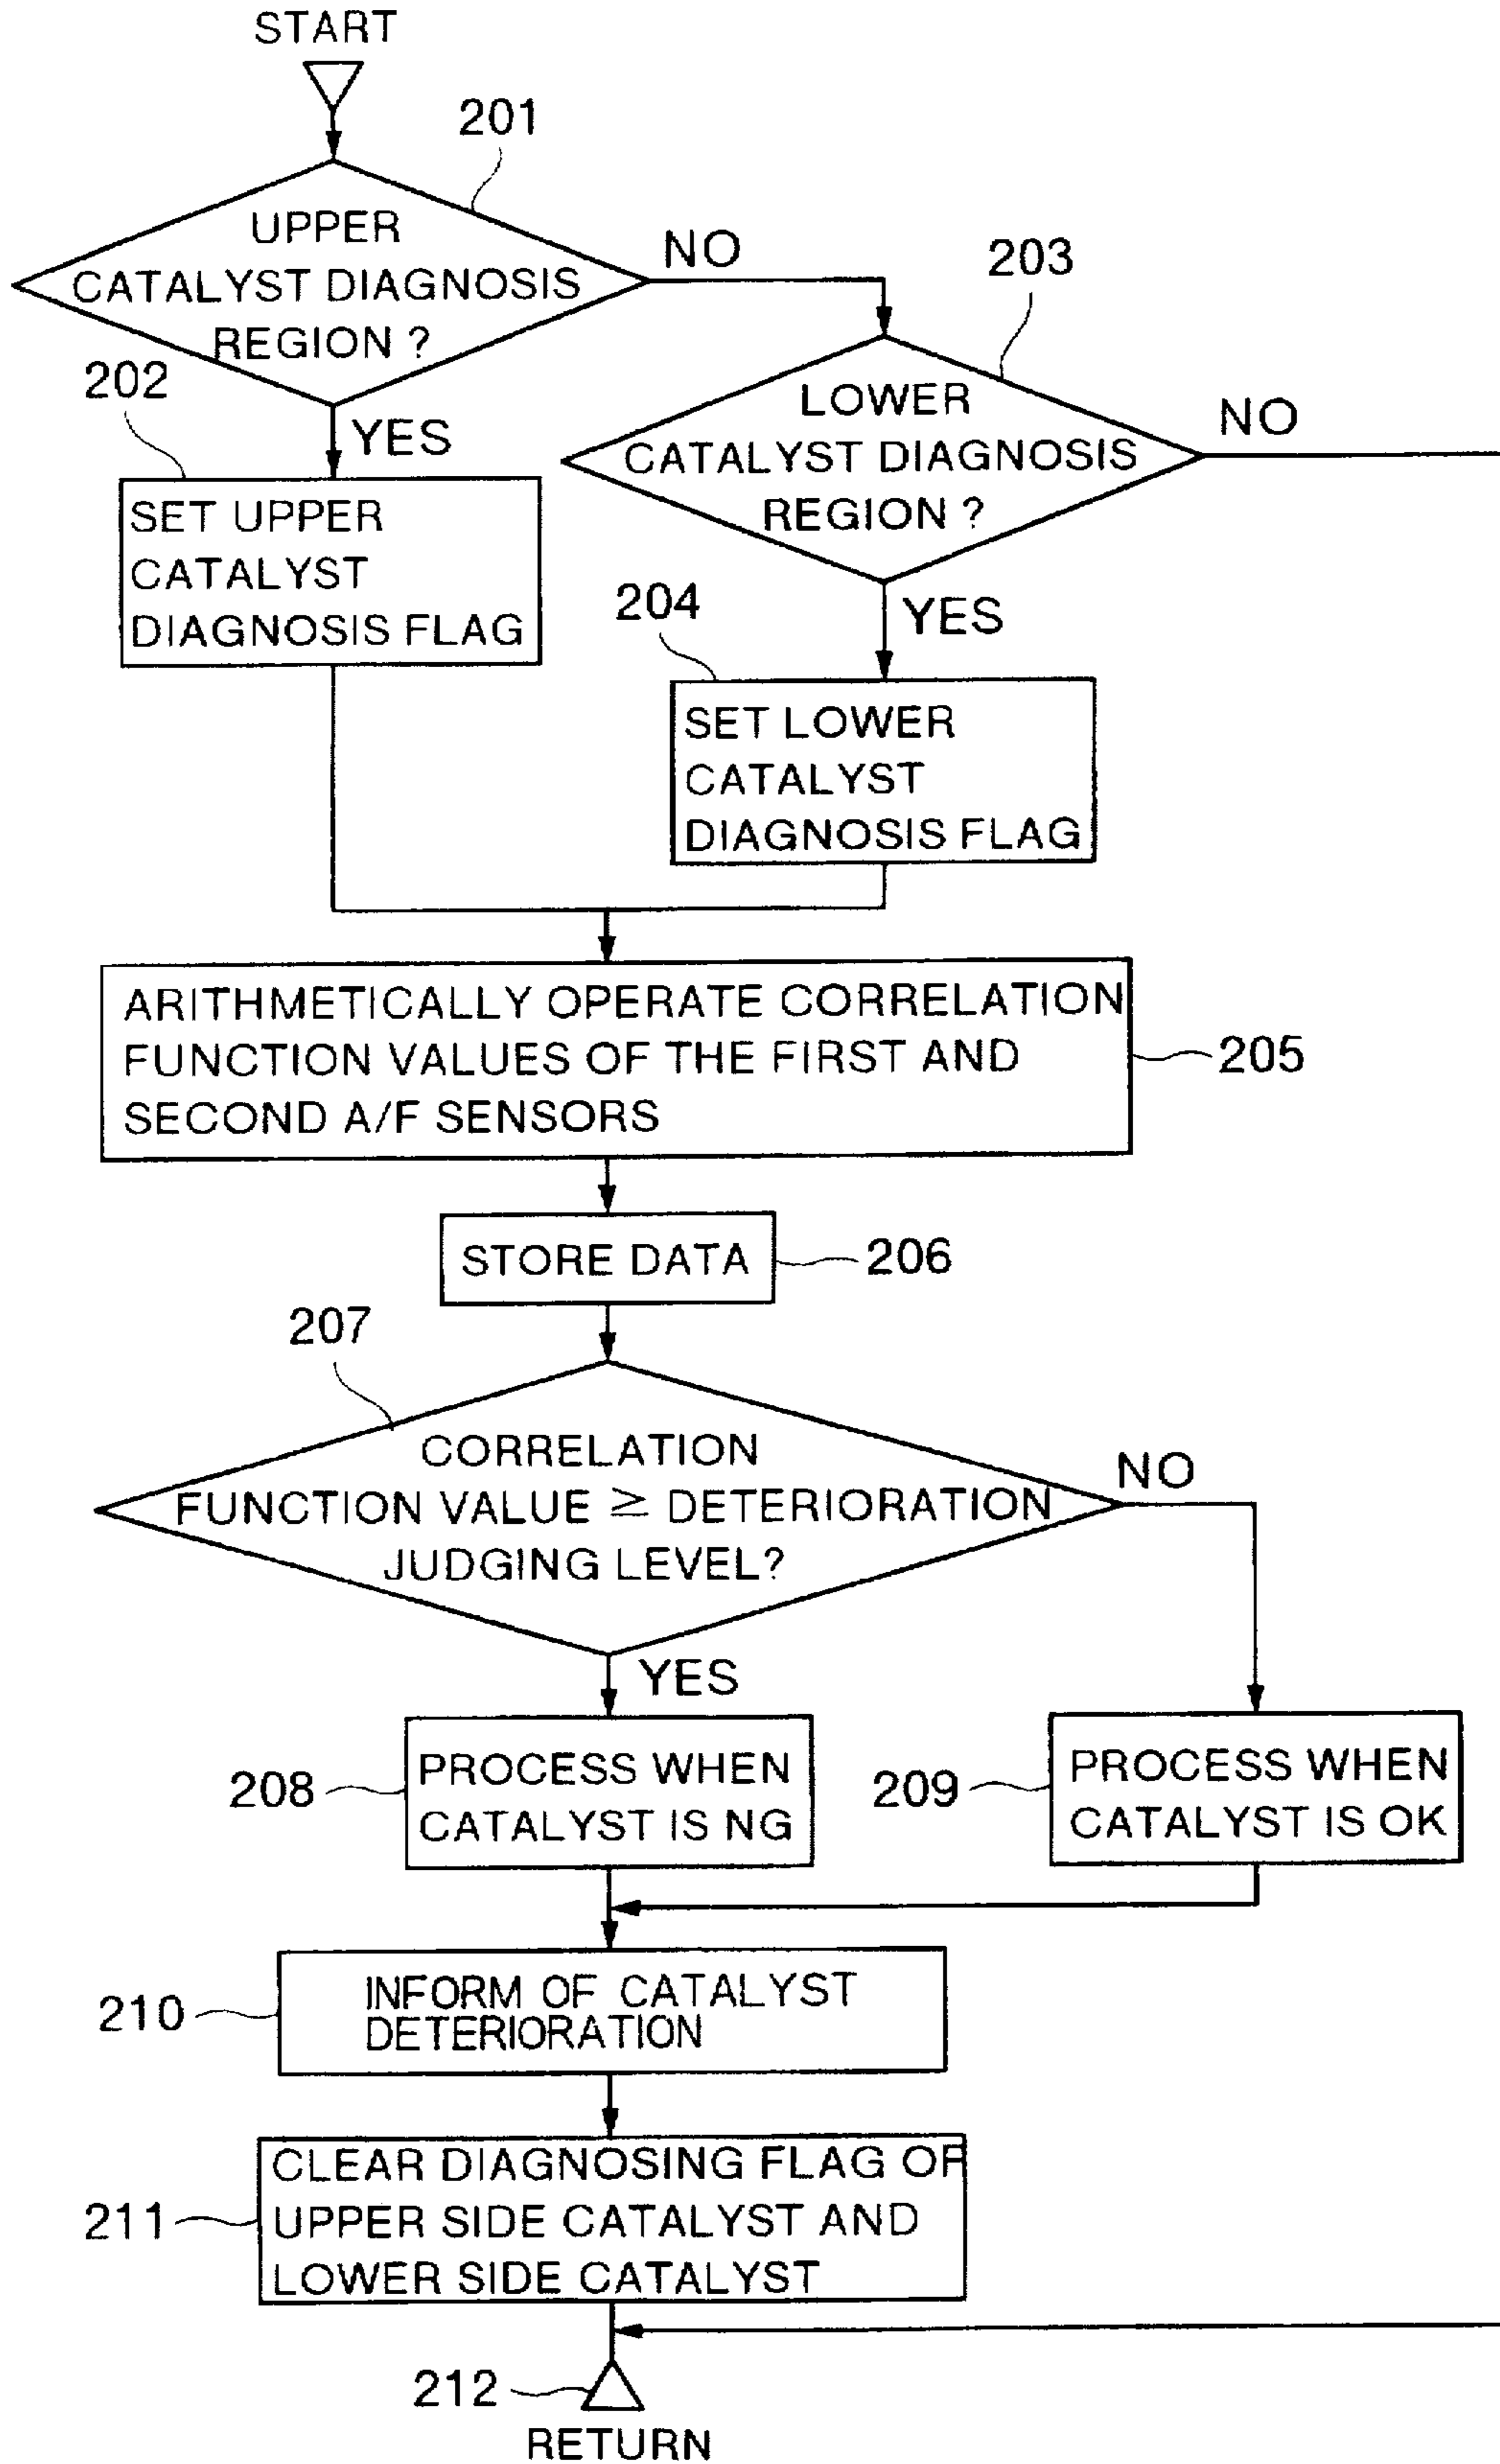 START
201
UPPER
CATALYST DIAGNOSIS
REGION ?
NO
203
202
YES
LOWER
CATALYST DIAGNOSIS
REGION ?
NO
SET UPPER
CATALYST
DIAGNOSIS FLAG
204
YES
SET LOWER
CATALYST
DIAGNOSIS FLAG
ARITHMETICALLY OPERATE CORRELATION
FUNCTION VALUES OF THE FIRST AND
SECOND A/F SENSORS
205
STORE DATA
206
207
CORRELATION
FUNCTION VALUE ≥ DETERIORATION
JUDGING LEVEL?
NO
YES
208
PROCESS WHEN
CATALYST IS NG
209
PROCESS WHEN
CATALYST IS OK
210
INFORM OF CATALYST
DETERIORATION
211
CLEAR DIAGNOSING FLAG OF
UPPER SIDE CATALYST AND
LOWER SIDE CATALYST
212
RETURN